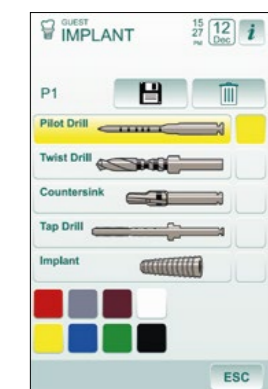 GUEST
IMPLANT
15
27
PM
12
Dec
i
P1
Pilot Drill
Twist Drill
Countersink
Tap Drill
Implant
ESC